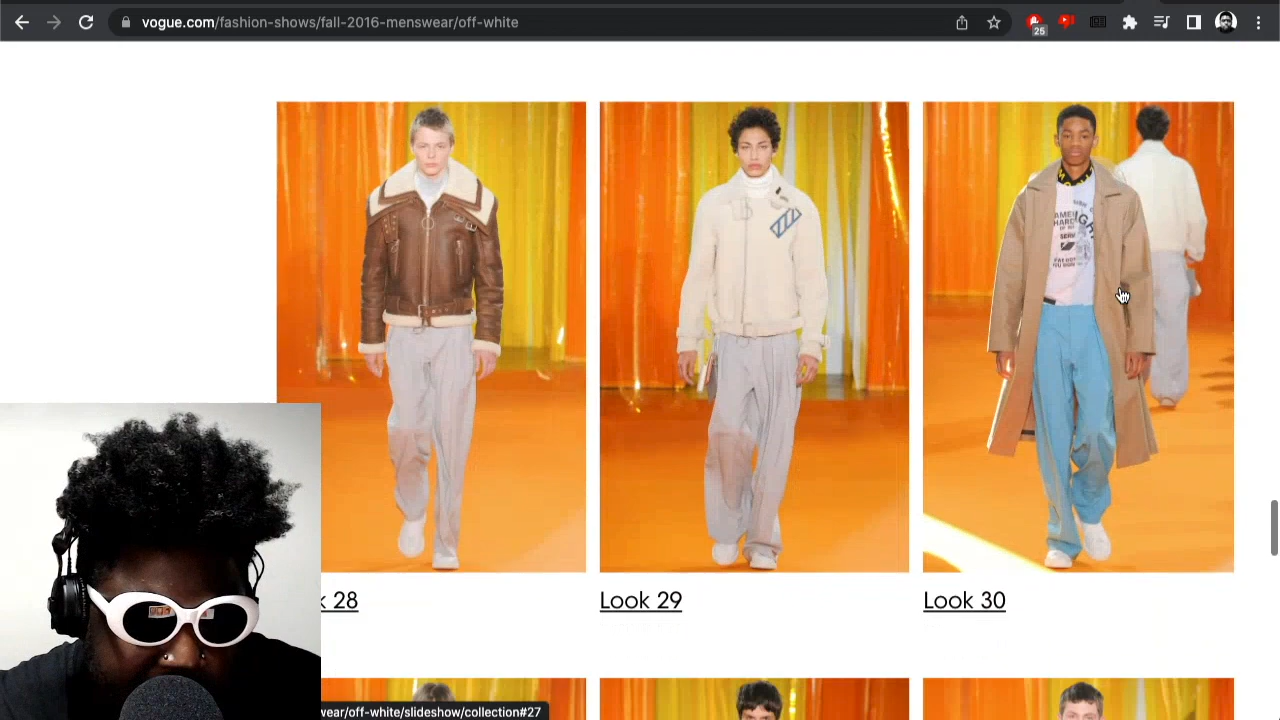 vogue.com/fashion-shows/fall-2016-menswear/off-white
25
k 28
Look 29
Look 30
wear/off-white/slideshow/collection#27